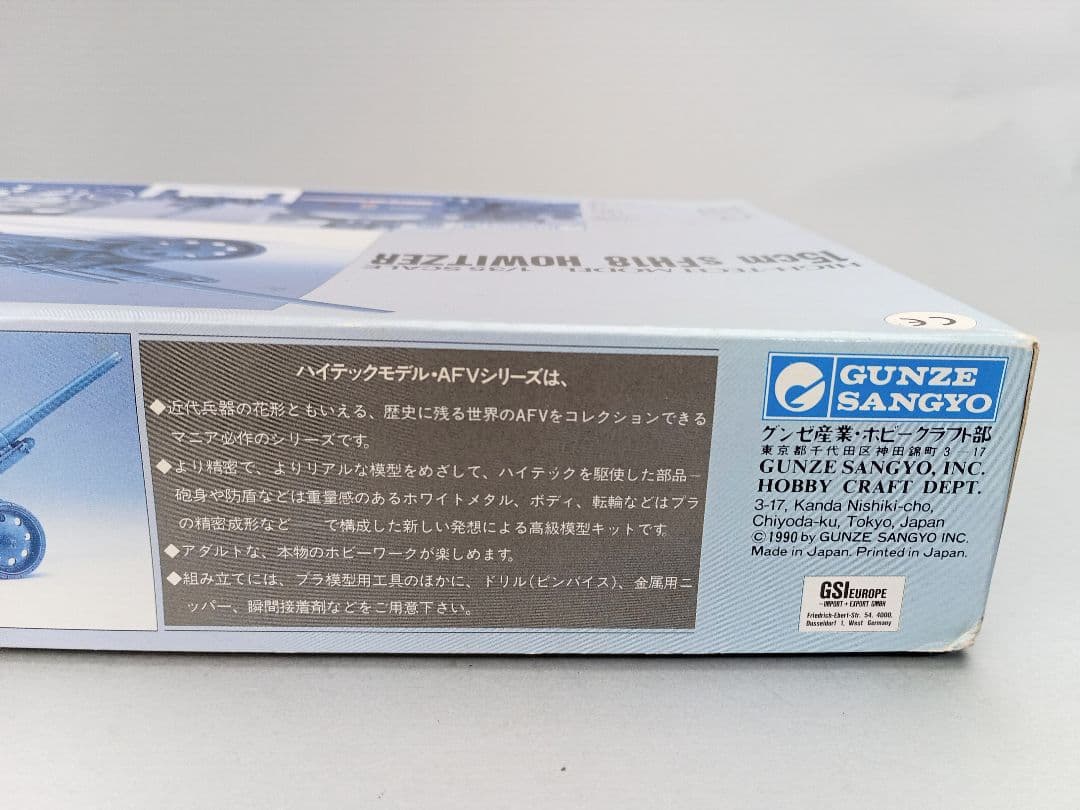 HIGH-TECH MODEL 1/35 SCALE
15cm SFH18 HOWITZER
CE
ハイテックモデル・AFVシリーズは、
◆近代兵器の花形ともいえる、歴史に残る世界のAFVをコレクションできる
マニア必作のシリーズです。
◆より精密で、よりリアルな模型をめざして、ハイテックを駆使した部品–
砲身や防盾などは重量感のあるホワイトメタル、ボディ、転輪などはプラ
の精密成形など　　で構成した新しい発想による高級模型キットです。
◆アダルトな、本物のホビーワークが楽しめます。
◆組み立てには、プラ模型用工具のほかに、ドリル(ピンバイス)、金属用ニ
ッパー、瞬間接着剤などをご用意下さい。
GUNZE
SANGYO
グンゼ産業・ホビークラフト部
東京都千代田区神田錦町3—17
GUNZE SANGYO, INC.
HOBBY CRAFT DEPT.
3-17, Kanda Nishiki-cho,
Chiyoda-ku, Tokyo, Japan
©1990 by GUNZE SANGYO INC.
Made in Japan. Printed in Japan.
GSI EUROPE
-IMPORT + EXPORT GMBH
Friedrich-Ebert-Str. 54, 4000,
Dusseldorf 1, West Germany